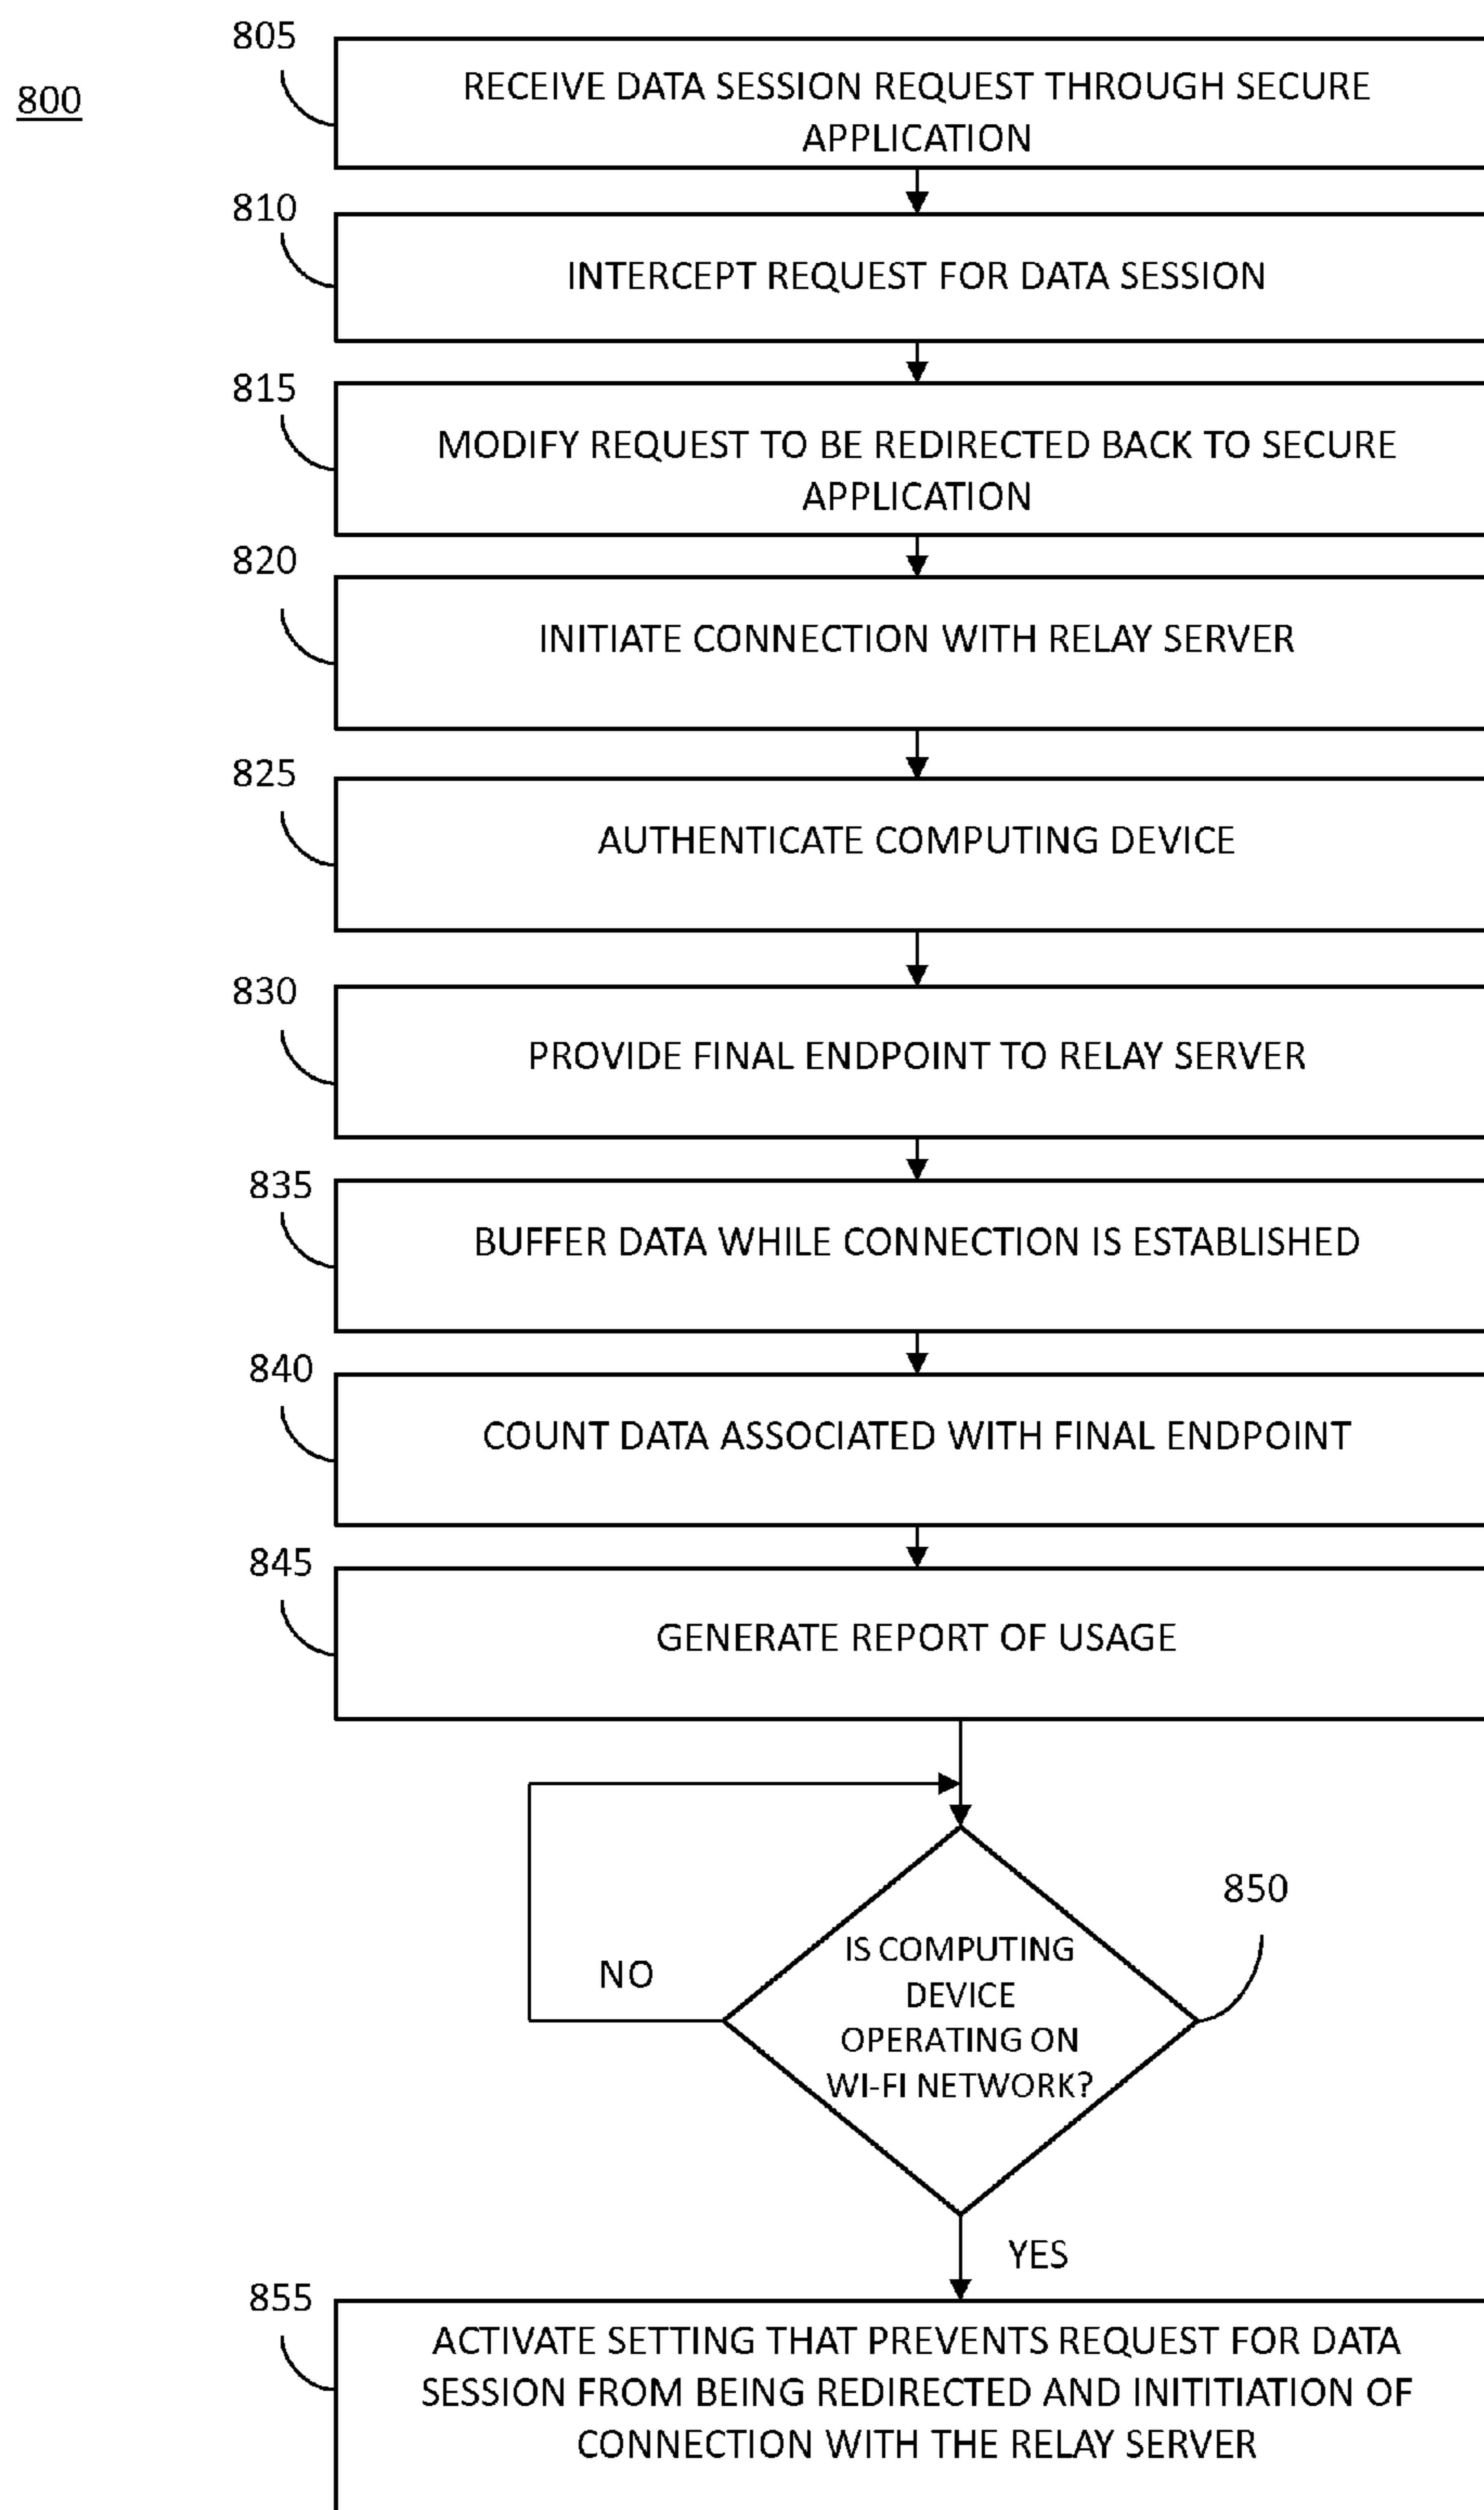 805
800
RECEIVE DATA SESSION REQUEST THROUGH SECURE
APPLICATION
810
INTERCEPT REQUEST FOR DATA SESSION
815
MODIFY REQUEST TO BE REDIRECTED BACK TO SECURE
APPLICATION
820
INITIATE CONNECTION WITH RELAY SERVER
825
AUTHENTICATE COMPUTING DEVICE
830
PROVIDE FINAL ENDPOINT TO RELAY SERVER
835
BUFFER DATA WHILE CONNECTION IS ESTABLISHED
840
COUNT DATA ASSOCIATED WITH FINAL ENDPOINT
845
GENERATE REPORT OF USAGE
850
IS COMPUTING
DEVICE
OPERATING ON
WI-FI NETWORK?
NO
YES
855
ACTIVATE SETTING THAT PREVENTS REQUEST FOR DATA
SESSION FROM BEING REDIRECTED AND INITITIATION OF
CONNECTION WITH THE RELAY SERVER